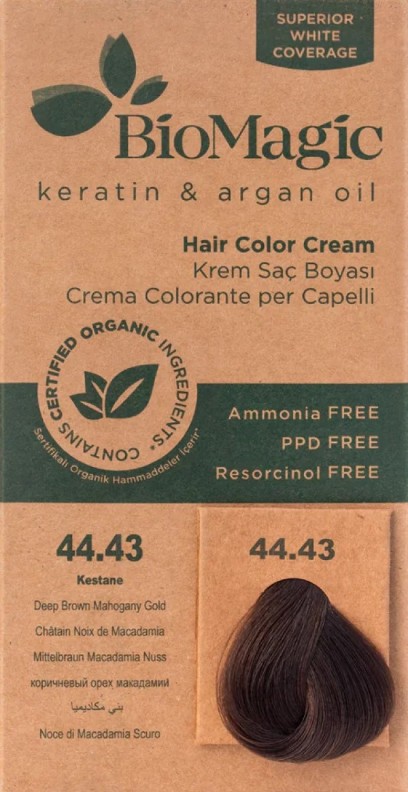 SUPERIOR
WHITE
COVERAGE
BioMagic
keratin & argan oil
Hair Color Cream
Krem Saç Boyası
Crema Colorante per Capelli
CONTAINS CERTIFIED ORGANIC INGREDIENTS*
Sertifikalı Organik Hammaddeler İçerir*
Ammonia FREE
PPD FREE
Resorcinol FREE
44.43
Kestane
Deep Brown Mahogany Gold
Châtain Noix de Macadamia
Mittelbraun Macadamia Nuss
коричневый орех макадамии
بني مكاديميا
Noce di Macadamia Scuro
44.43